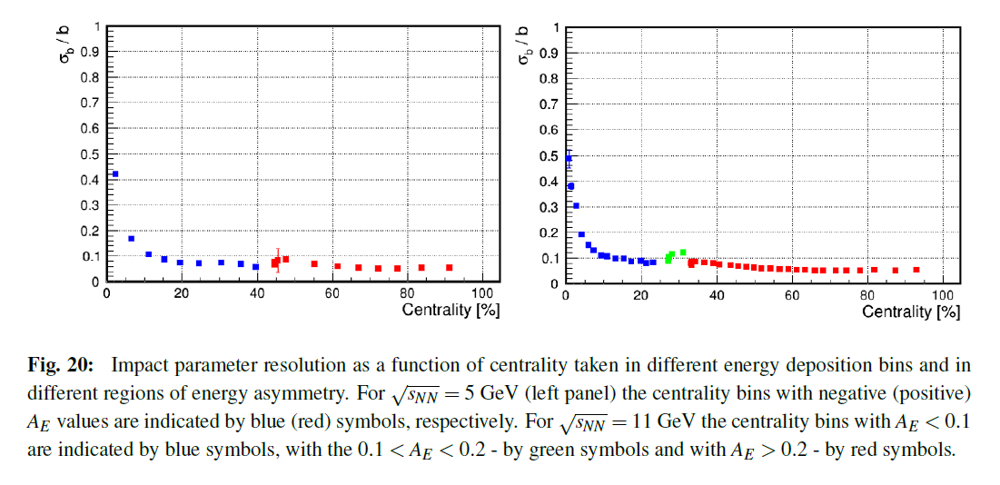 σb / b
1
0.9
0.8
0.7
0.6
0.5
0.4
0.3
0.2
0.1
0
0 20 40 60 80 100
Centrality [%]
σb / b
1
0.9
0.8
0.7
0.6
0.5
0.4
0.3
0.2
0.1
0
0 20 40 60 80 100
Centrality [%]
Fig. 20: Impact parameter resolution as a function of centrality taken in different energy deposition bins and in
different regions of energy asymmetry. For √sNN = 5 GeV (left panel) the centrality bins with negative (positive)
AE values are indicated by blue (red) symbols, respectively. For √sNN = 11 GeV the centrality bins with AE < 0.1
are indicated by blue symbols, with the 0.1 < AE < 0.2 - by green symbols and with AE > 0.2 - by red symbols.